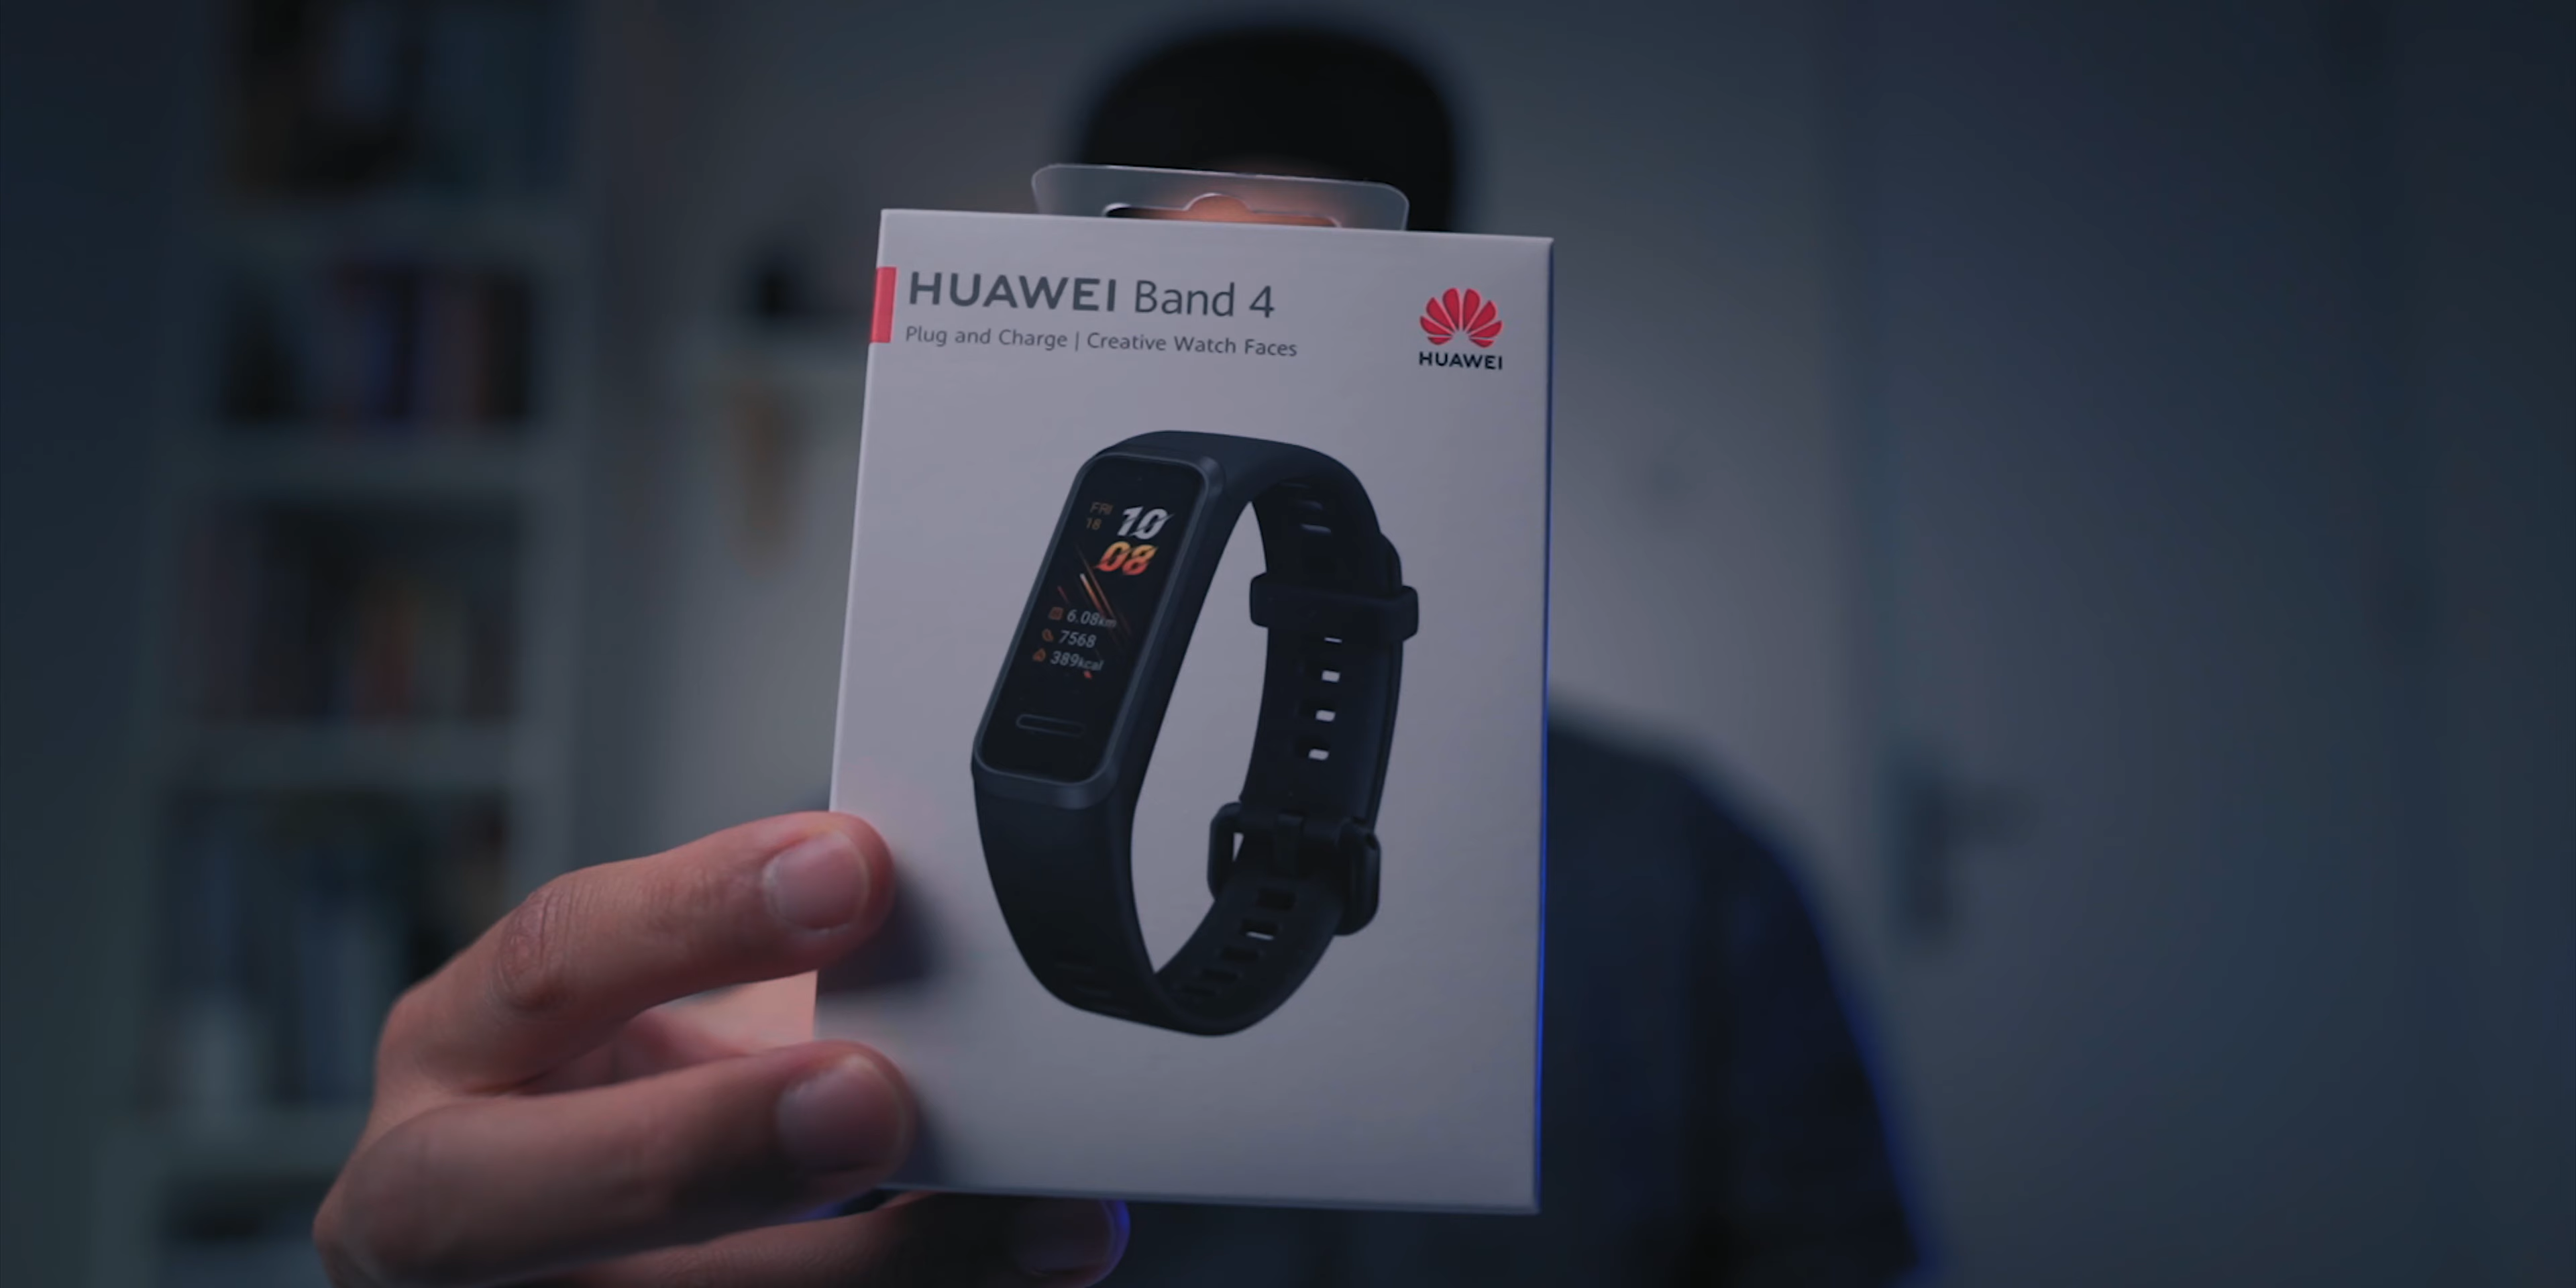 HUAWEI Band 4
Plug and Charge | Creative Watch Faces
HUAWEI
FRI
18
10
08
6.08km
7568
389kcal